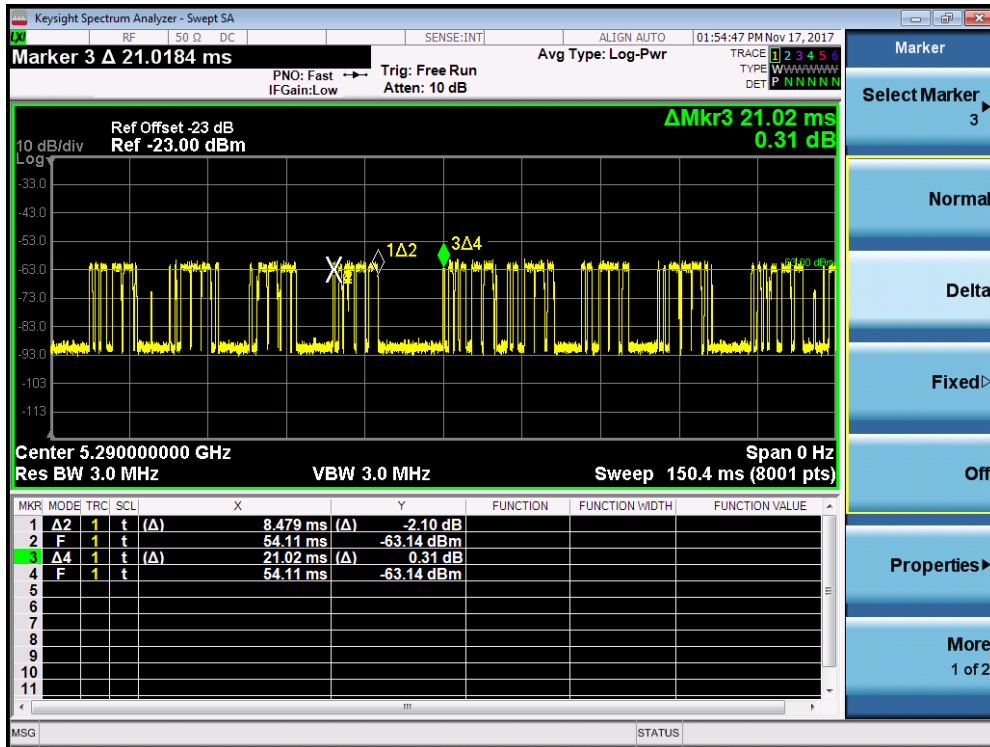 Keysight Spectrum Analyzer - Swept SA
LXI RF 50 Ω DC SENSE:INT ALIGN AUTO 01:54:47 PM Nov 17, 2017
Marker 3 Δ 21.0184 ms
PNO: Fast Trig: Free Run Avg Type: Log-Pwr TRACE 1 2 3 4 5 6
IFGain:Low Atten: 10 dB TYPE WWWWWW
DET P N N N N N
ΔMkr3 21.02 ms
0.31 dB
Ref Offset -23 dB
10 dB/div Ref -23.00 dBm
Log
-33.0
-43.0
-53.0
-63.0
-73.0
-83.0
-93.0
-103
-113
1Δ2
3Δ4
X
-63.00 dBm
Center 5.290000000 GHz Span 0 Hz
Res BW 3.0 MHz VBW 3.0 MHz Sweep 150.4 ms (8001 pts)
MKR MODE TRC SCL X Y FUNCTION FUNCTION WIDTH FUNCTION VALUE
1 Δ2 1 t (Δ) 8.479 ms (Δ) -2.10 dB
2 F 1 t 54.11 ms -63.14 dBm
3 Δ4 1 t (Δ) 21.02 ms (Δ) 0.31 dB
4 F 1 t 54.11 ms -63.14 dBm
5
6
7
8
9
10
11
MSG STATUS
Marker
Select Marker
3
Normal
Delta
Fixed
Off
Properties
More
1 of 2